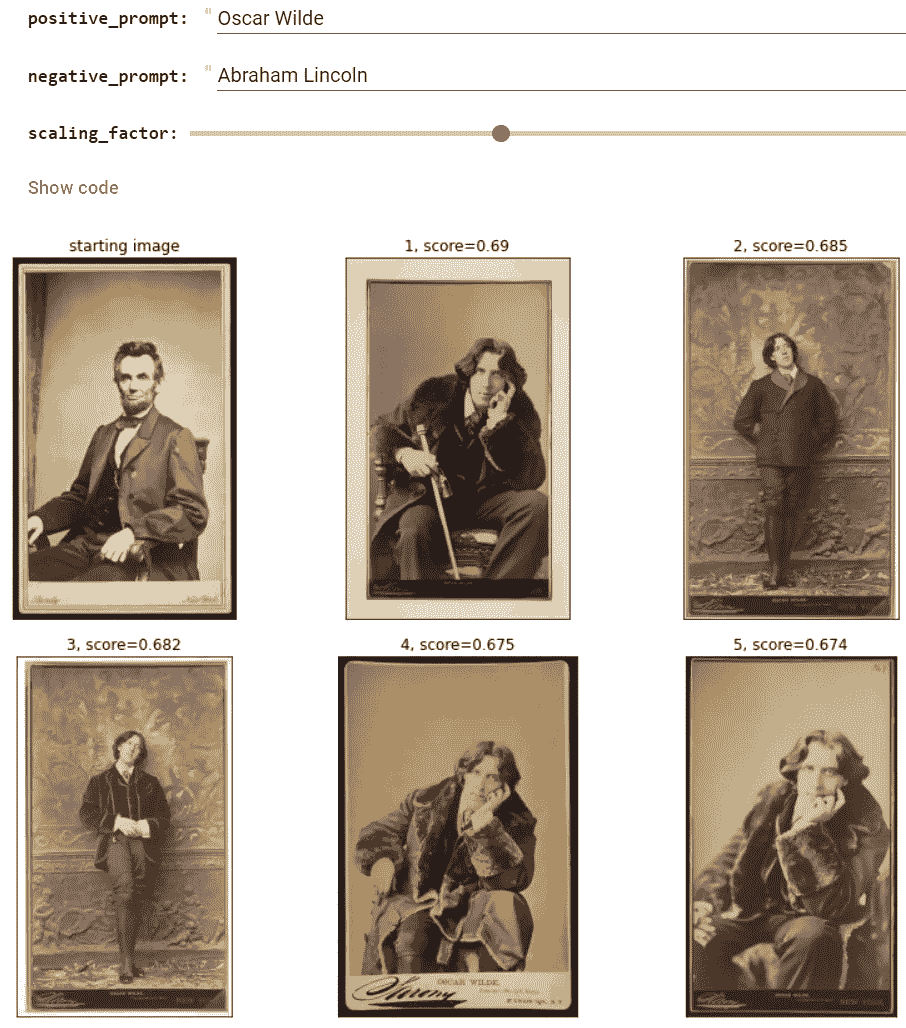 positive_prompt: " Oscar Wilde
negative_prompt: " Abraham Lincoln
scaling_factor:
Show code
starting image
1, score=0.69
2, score=0.685
3, score=0.682
4, score=0.675
5, score=0.674
OSCAR WILDE.